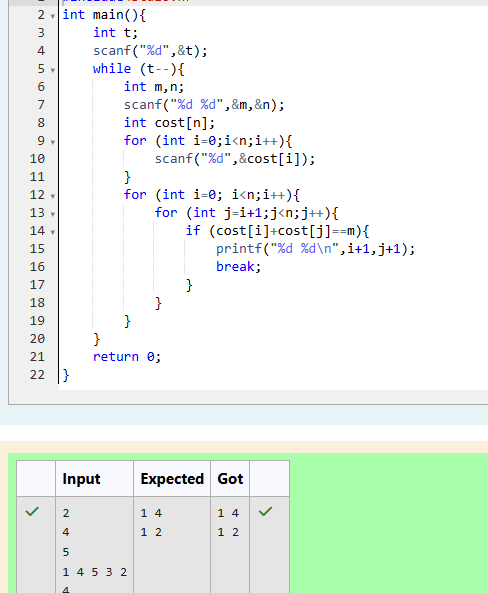 2 int main(){
3 int t;
4 scanf("%d",&t);
5 while (t--){
6 int m,n;
7 scanf("%d %d",&m,&n);
8 int cost[n];
9 for (int i=0;i<n;i++){
10 scanf("%d",&cost[i]);
11 }
12 for (int i=0; i<n;i++){
13 for (int j=i+1;j<n;j++){
14 if (cost[i]+cost[j]==m){
15 printf("%d %d\n",i+1,j+1);
16 break;
17 }
18 }
19 }
20 }
21 return 0;
22 }
Input Expected Got
2 1 4 1 4
4 1 2 1 2
5
1 4 5 3 2
4